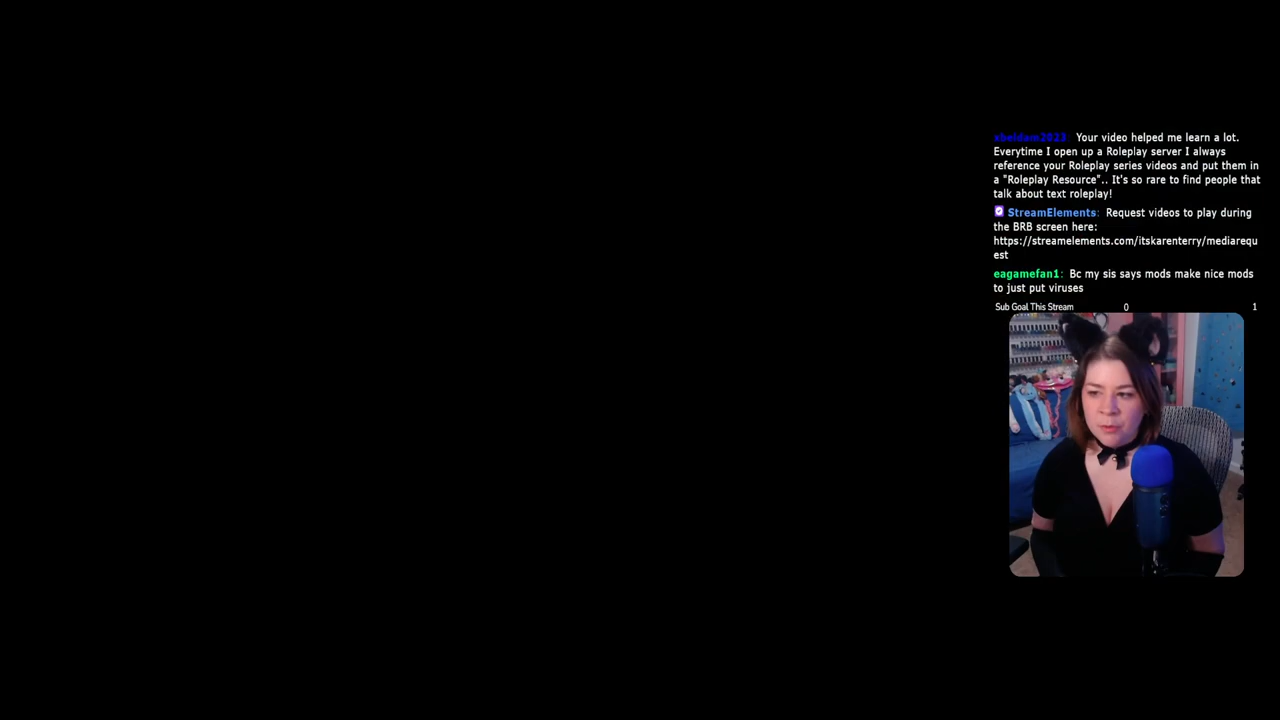 xbeldam2023: Your video helped me learn a lot.
Everytime I open up a Roleplay server I always
reference your Roleplay series videos and put them in
a "Roleplay Resource".. It's so rare to find people that
talk about text roleplay!
StreamElements: Request videos to play during
the BRB screen here:
https://streamelements.com/itskarenterry/mediarequ
est
eagamefan1: Bc my sis says mods make nice mods
to just put viruses
Sub Goal This Stream 0 1